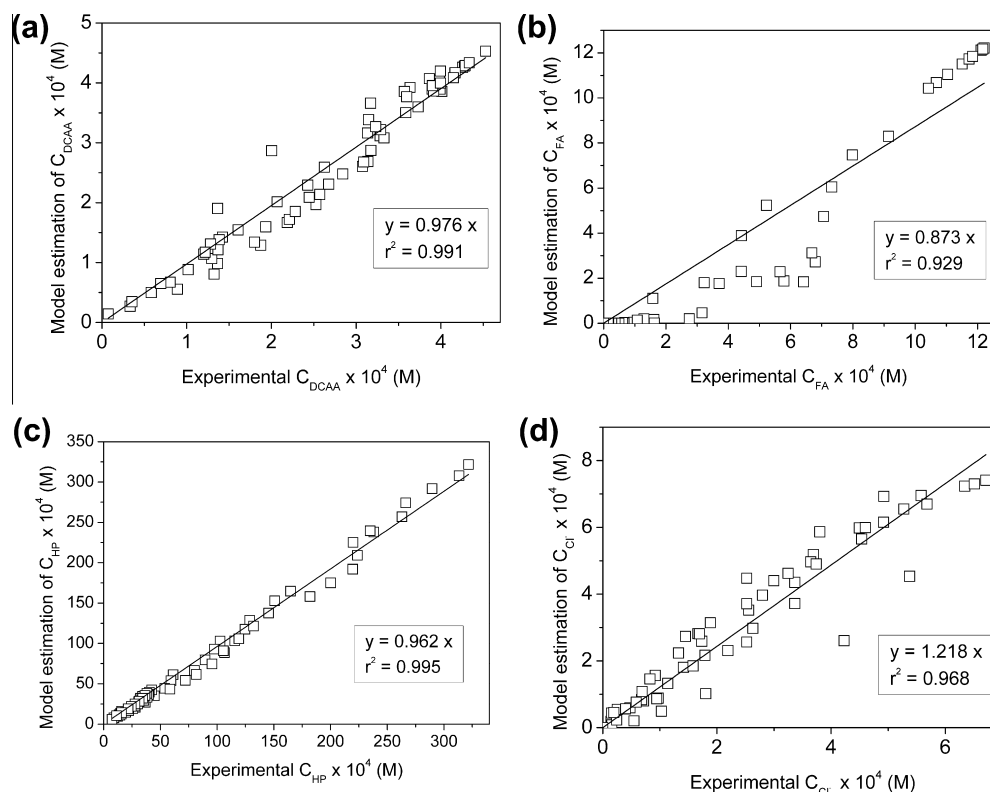 (a)
5
4
3
2
1
0
Model estimation of C_DCAA x 10^4 (M)
y = 0.976 x
r^2 = 0.991
0 1 2 3 4
Experimental C_DCAA x 10^4 (M)
(b)
12
10
8
6
4
2
0
Model estimation of C_FA x 10^4 (M)
y = 0.873 x
r^2 = 0.929
0 2 4 6 8 10 12
Experimental C_FA x 10^4 (M)
(c)
350
300
250
200
150
100
50
0
Model estimation of C_HP x 10^4 (M)
y = 0.962 x
r^2 = 0.995
0 50 100 150 200 250 300
Experimental C_HP x 10^4 (M)
(d)
8
6
4
2
0
Model estimation of C_Cl- x 10^4 (M)
y = 1.218 x
r^2 = 0.968
0 2 4 6
Experimental C_Cl- x 10^4 (M)